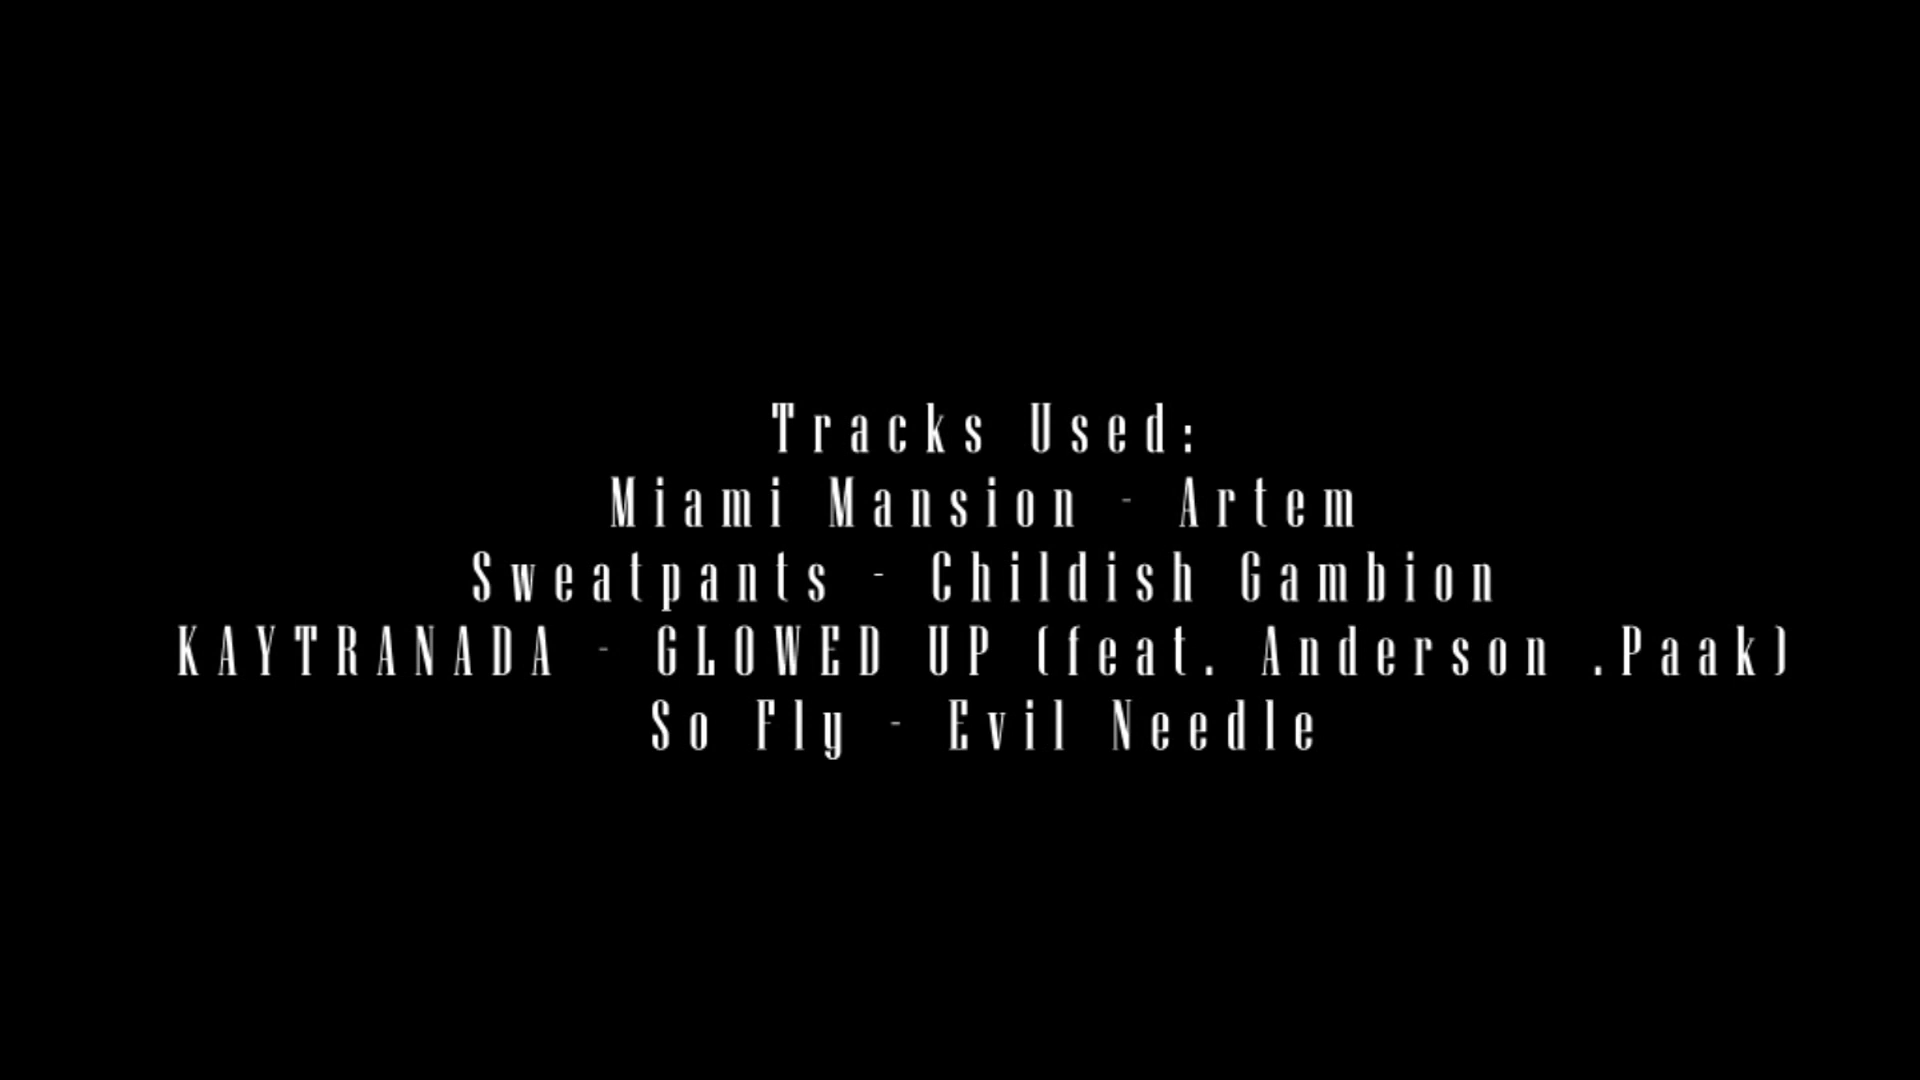 Tracks Used:
Miami Mansion - Artem
Sweatpants - Childish Gambion
KAYTRANADA - GLOWED UP (feat. Anderson .Paak)
So Fly - Evil Needle